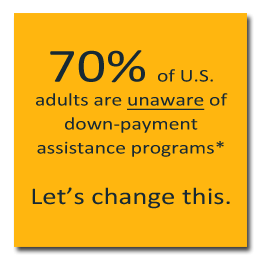 70% of U.S.
adults are unaware of
down-payment
assistance programs*
Let's change this.